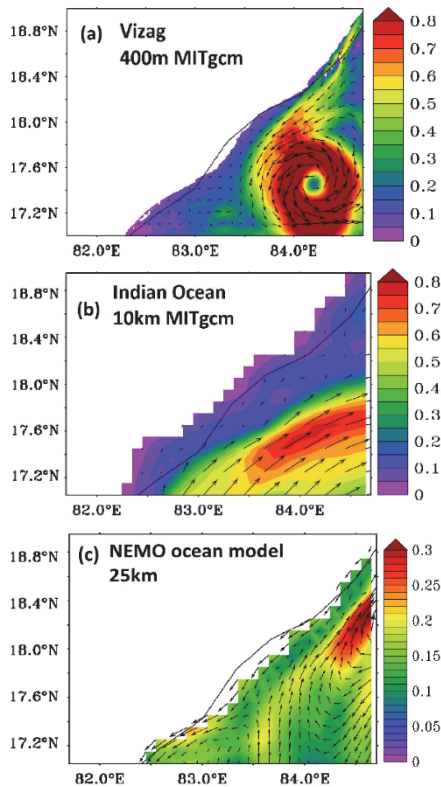 (a) Vizag
400m MITgcm
18.8°N
18.4°N
18.0°N
17.6°N
17.2°N
82.0°E 83.0°E 84.0°E
0.8
0.7
0.6
0.5
0.4
0.3
0.2
0.1
0
(b) Indian Ocean
10km MITgcm
18.8°N
18.4°N
18.0°N
17.6°N
17.2°N
82.0°E 83.0°E 84.0°E
0.8
0.7
0.6
0.5
0.4
0.3
0.2
0.1
0
(c) NEMO ocean model
25km
18.8°N
18.4°N
18.0°N
17.6°N
17.2°N
82.0°E 83.0°E 84.0°E
0.3
0.25
0.2
0.15
0.1
0.05
0